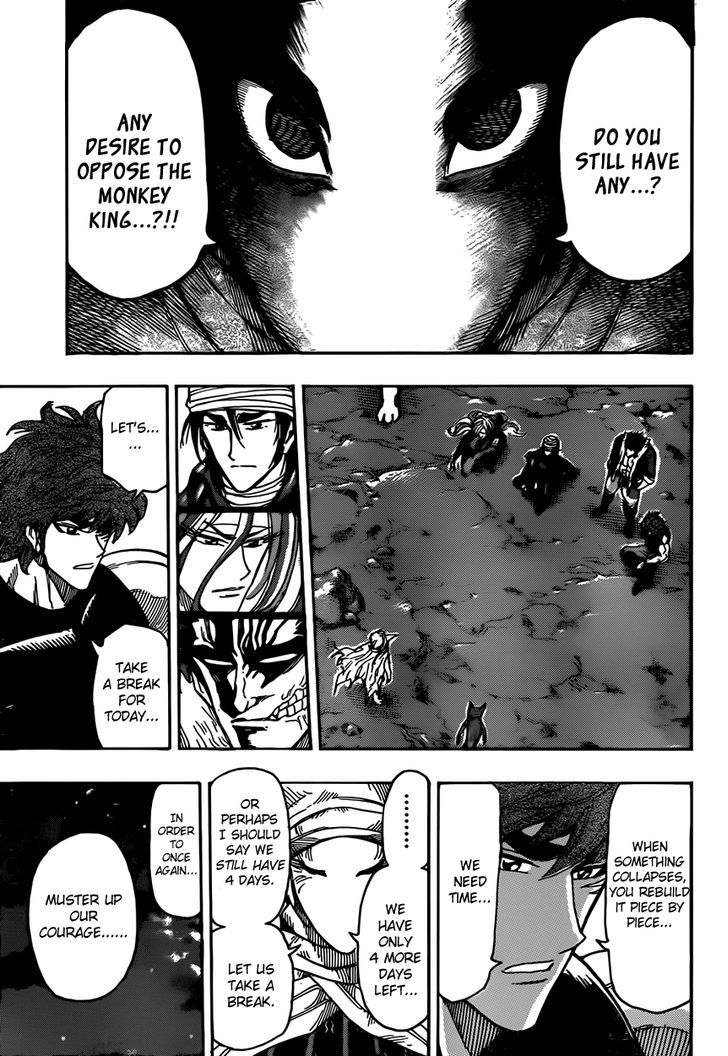 DO YOU
STILL HAVE
ANY...?
ANY
DESIRE TO
OPPOSE THE
MONKEY
KING...?!!
LET'S...
...
TAKE
A BREAK
FOR
TODAY...
WHEN
SOMETHING
COLLAPSES,
YOU REBUILD
IT PIECE BY
PIECE...
WE
NEED
TIME...
.........
WE
HAVE
ONLY
4 MORE
DAYS
LEFT...
OR
PERHAPS
I SHOULD
SAY WE
STILL HAVE
4 DAYS.
LET US
TAKE A
BREAK.
IN
ORDER
TO
ONCE
AGAIN...
MUSTER UP
OUR
COURAGE......